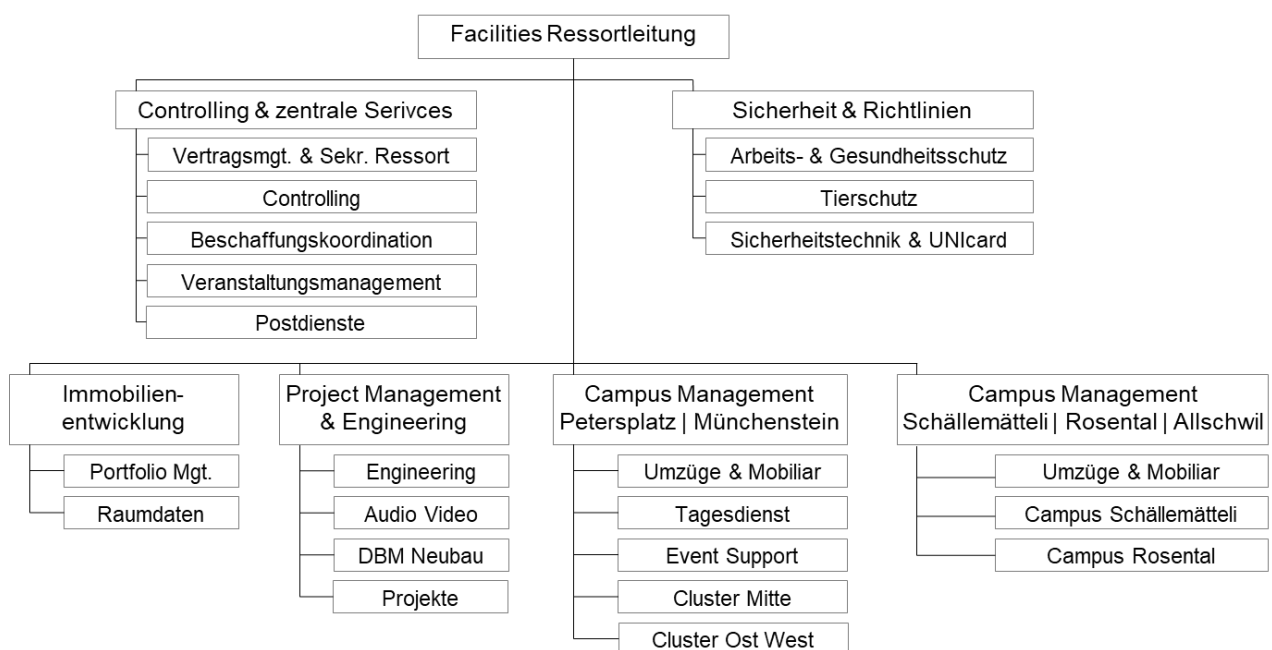 Facilities Ressortleitung
Controlling & zentrale Serivces
Vertragsmgt. & Sekr. Ressort
Controlling
Beschaffungskoordination
Veranstaltungsmanagement
Postdienste
Sicherheit & Richtlinien
Arbeits- & Gesundheitsschutz
Tierschutz
Sicherheitstechnik & UNIcard
Immobilien-
entwicklung
Portfolio Mgt.
Raumdaten
Project Management
& Engineering
Engineering
Audio Video
DBM Neubau
Projekte
Campus Management
Petersplatz | Münchenstein
Umzüge & Mobiliar
Tagesdienst
Event Support
Cluster Mitte
Cluster Ost West
Campus Management
Schällemätteli | Rosental | Allschwil
Umzüge & Mobiliar
Campus Schällemätteli
Campus Rosental